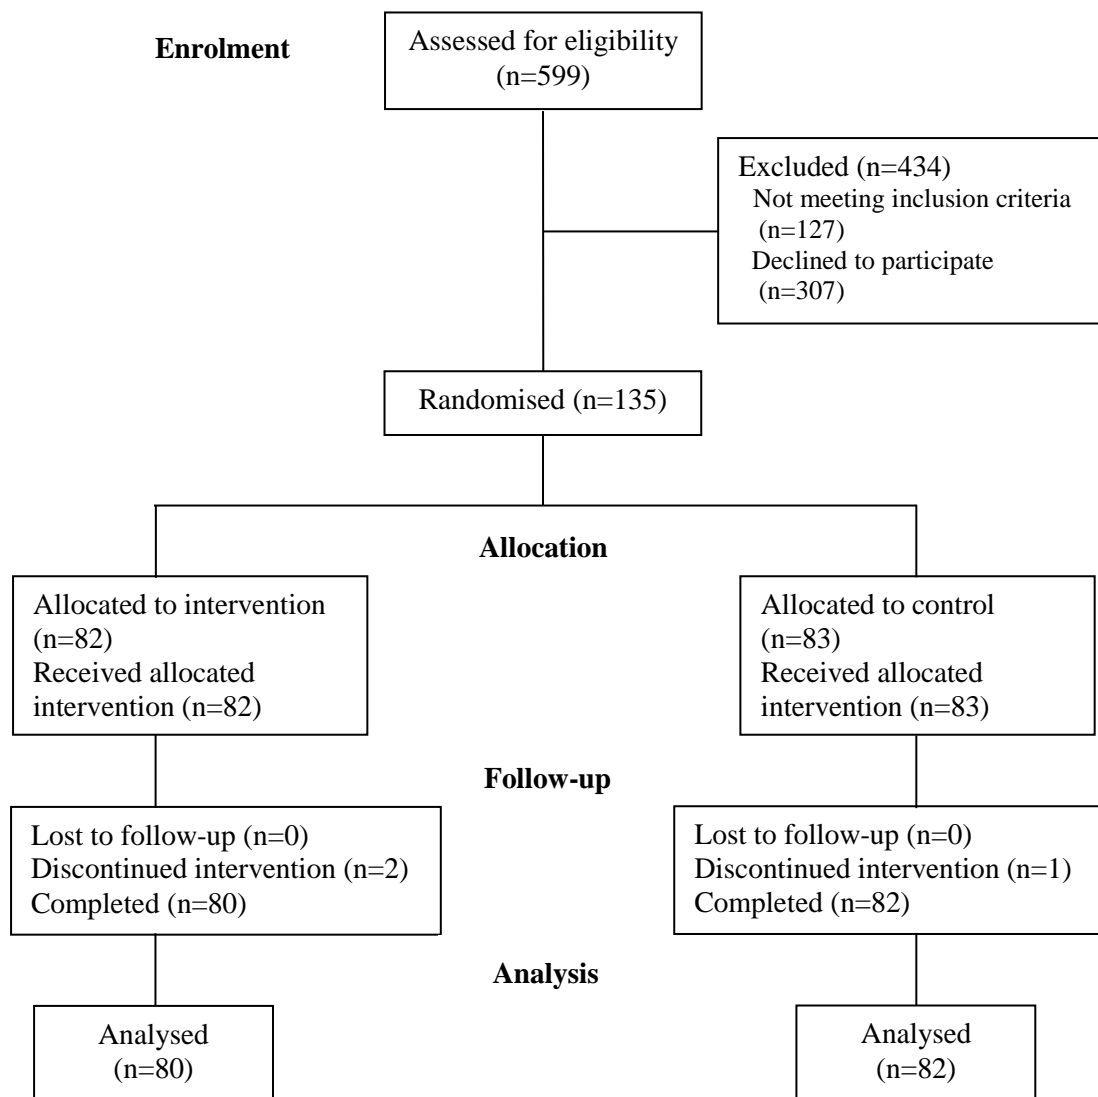 Enrolment
Assessed for eligibility
(n=599)
Excluded (n=434)
Not meeting inclusion criteria
(n=127)
Declined to participate
(n=307)
Randomised (n=135)
Allocation
Allocated to intervention
(n=82)
Received allocated
intervention (n=82)
Allocated to control
(n=83)
Received allocated
intervention (n=83)
Follow-up
Lost to follow-up (n=0)
Discontinued intervention (n=2)
Completed (n=80)
Lost to follow-up (n=0)
Discontinued intervention (n=1)
Completed (n=82)
Analysis
Analysed
(n=80)
Analysed
(n=82)